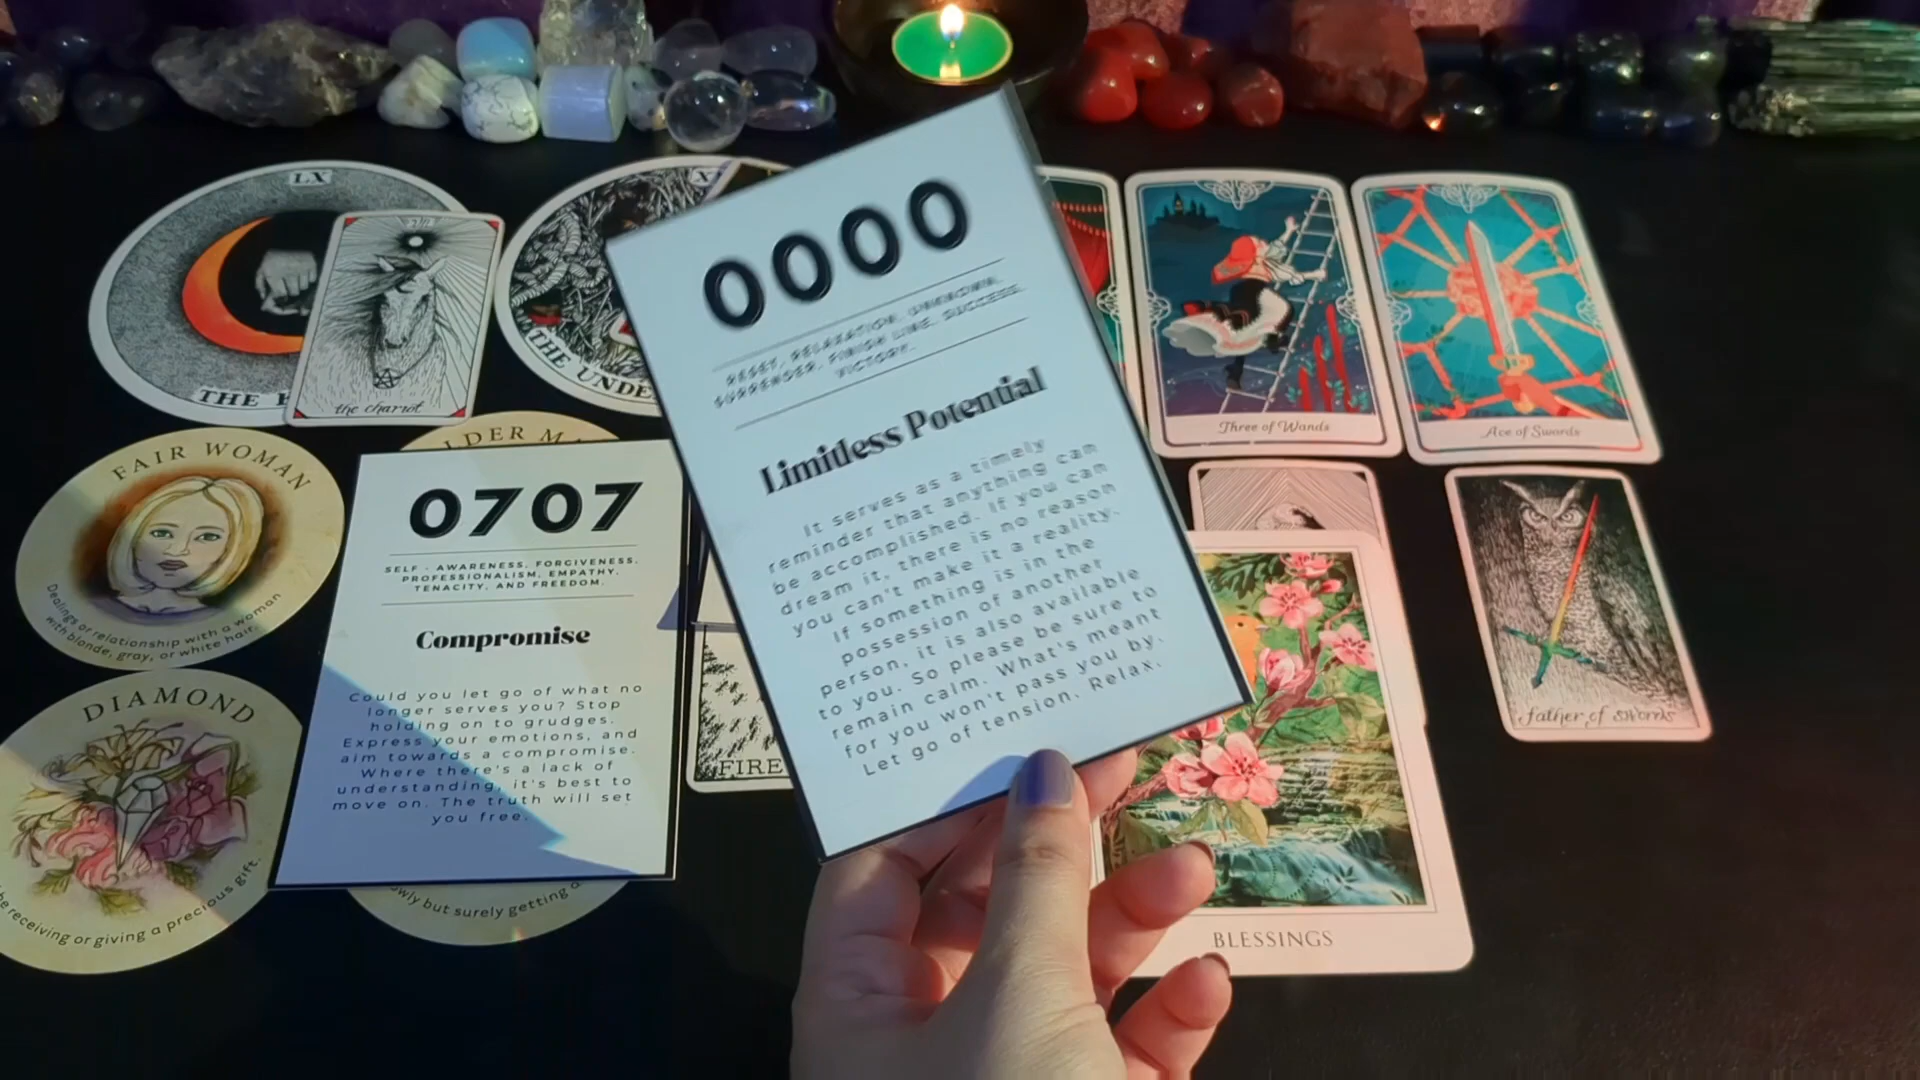 LX
X
THE
the chariot
THE UNDE
0000
RESET, RELAXATION, UNKNOWN,
SURRENDER, FINISH LINE, SUCCESS
VICTORY.
Limitless Potential
It serves as a timely
reminder that anything can
be accomplished. If you can
dream it, there is no reason
you can't make it a reality.
If something is in the
possession of another
person, it is also available
to you. So please be sure to
remain calm. What's meant
for you won't pass you by.
Let go of tension. Relax.
Three of Wands
Ace of Swords
FAIR WOMAN
Dealings or relationship with a woman
with blonde, gray, or white hair.
LDER MA
0707
SELF - AWARENESS, FORGIVENESS,
PROFESSIONALISM, EMPATHY,
TENACITY, AND FREEDOM.
Compromise
Could you let go of what no
longer serves you? Stop
holding on to grudges.
Express your emotions, and
aim towards a compromise.
Where there's a lack of
understanding, it's best to
move on. The truth will set
you free.
DIAMOND
be receiving or giving a precious gift.
owly but surely getting
FIRE
father of swords
BLESSINGS